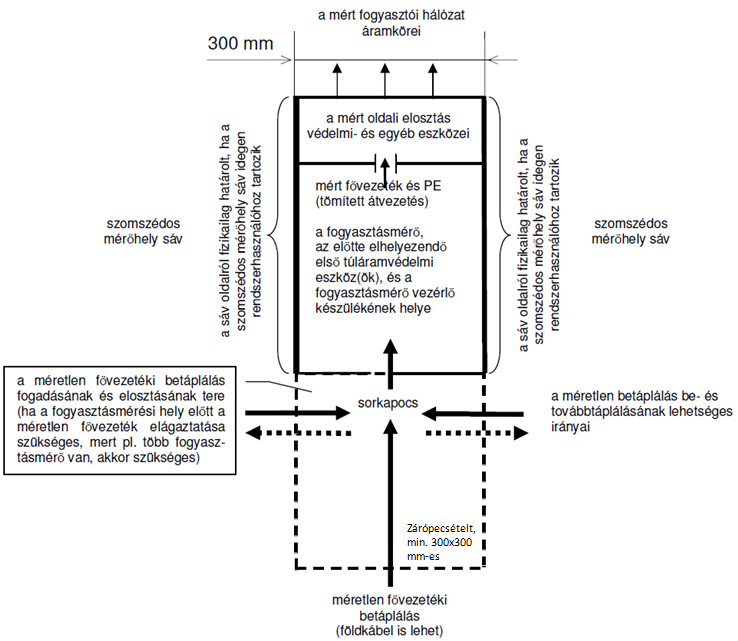 a mért fogyasztói hálózat
áramkörei
300 mm
a mért oldali elosztás
védelmi- és egyéb eszközei
mért fővezeték és PE
(tömített átvezetés)
a fogyasztásmérő,
az előtte elhelyezendő
első túláramvédelmi
eszköz(ök), és a
fogyasztásmérő vezérlő
készülékének helye
a sáv oldalról fizikailag határolt, ha a
szomszédos mérőhely sáv idegen
rendszerhasználóhoz tartozik
szomszédos
mérőhely sáv
a sáv oldalról fizikailag határolt, ha a
szomszédos mérőhely sáv idegen
rendszerhasználóhoz tartozik
szomszédos
mérőhely sáv
a méretlen fővezetéki betáplálás
fogadásának és elosztásának tere
(ha a fogyasztásmérési hely előtt a
méretlen fővezeték elágaztatása
szükséges, mert pl. több fogyasz-
tásmérő van, akkor szükséges)
sorkapocs
a méretlen betáplálás be- és
továbbtáplálásának lehetséges
irányai
Zárópecsételt,
min. 300x300
mm-es
méretlen fővezetéki
betáplálás
(földkábel is lehet)